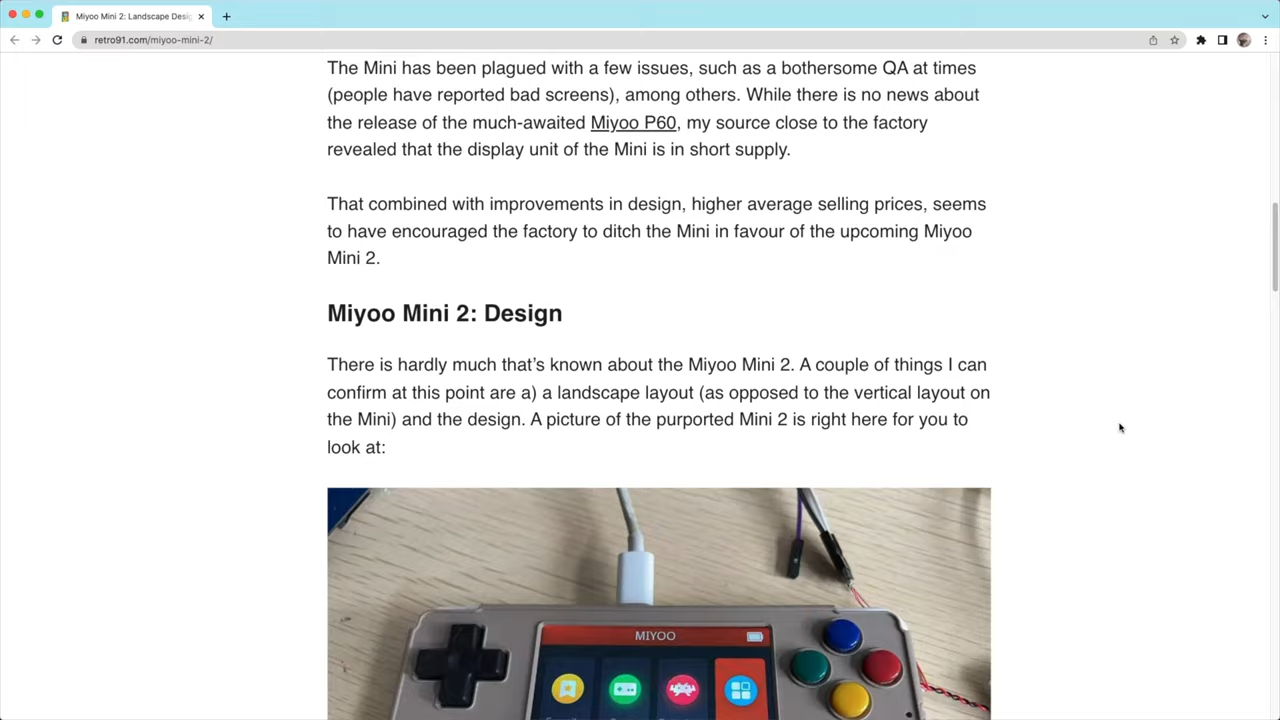 Miyoo Mini 2: Landscape Desig
retro91.com/miyoo-mini-2/
The Mini has been plagued with a few issues, such as a bothersome QA at times
(people have reported bad screens), among others. While there is no news about
the release of the much-awaited Miyoo P60, my source close to the factory
revealed that the display unit of the Mini is in short supply.
That combined with improvements in design, higher average selling prices, seems
to have encouraged the factory to ditch the Mini in favour of the upcoming Miyoo
Mini 2.
Miyoo Mini 2: Design
There is hardly much that’s known about the Miyoo Mini 2. A couple of things I can
confirm at this point are a) a landscape layout (as opposed to the vertical layout on
the Mini) and the design. A picture of the purported Mini 2 is right here for you to
look at:
MIYOO